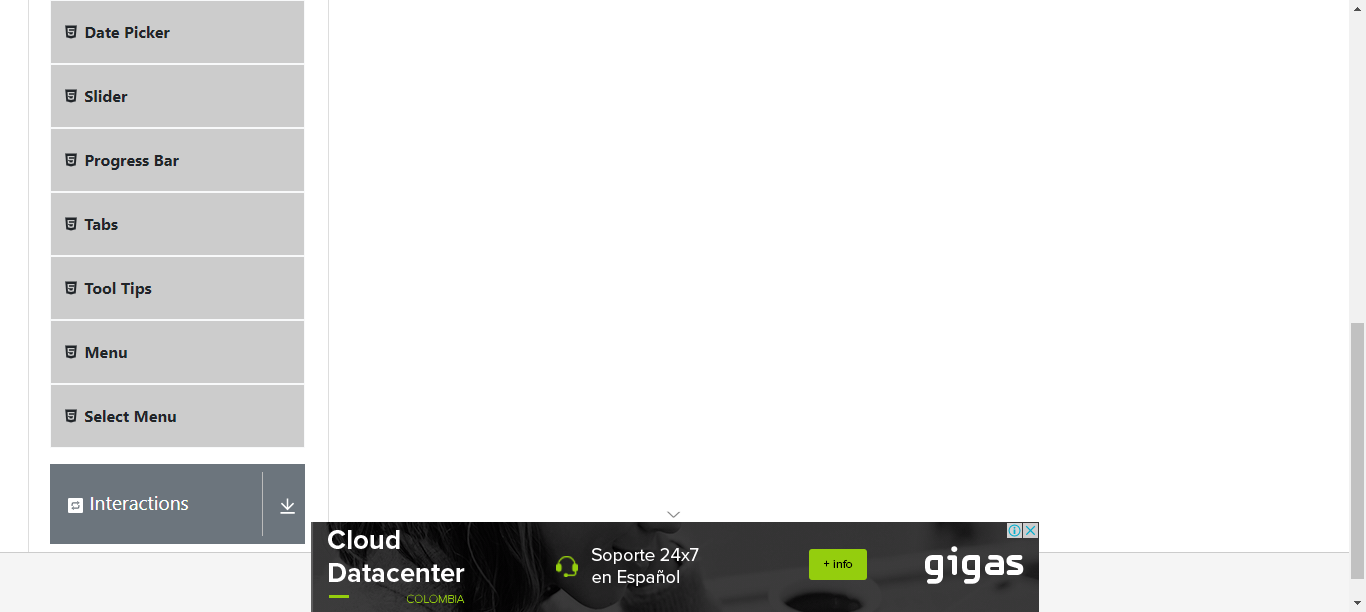 Date Picker
Slider
Progress Bar
Tabs
Tool Tips
Menu
Select Menu
Interactions
Cloud
Datacenter
COLOMBIA
Soporte 24x7
en Español
+ info
gigas